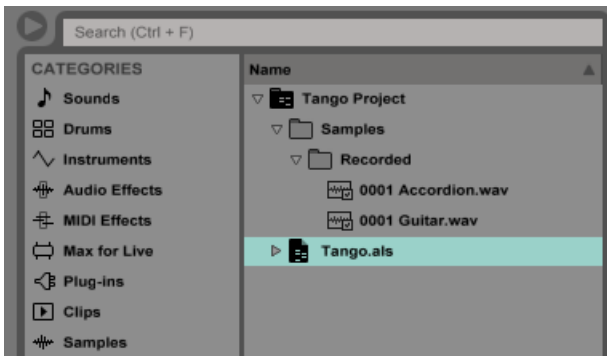 Search (Ctrl + F)
CATEGORIES
Sounds
Drums
Instruments
Audio Effects
MIDI Effects
Max for Live
Plug-ins
Clips
Samples
Name
Tango Project
Samples
Recorded
0001 Accordion.wav
0001 Guitar.wav
Tango.als